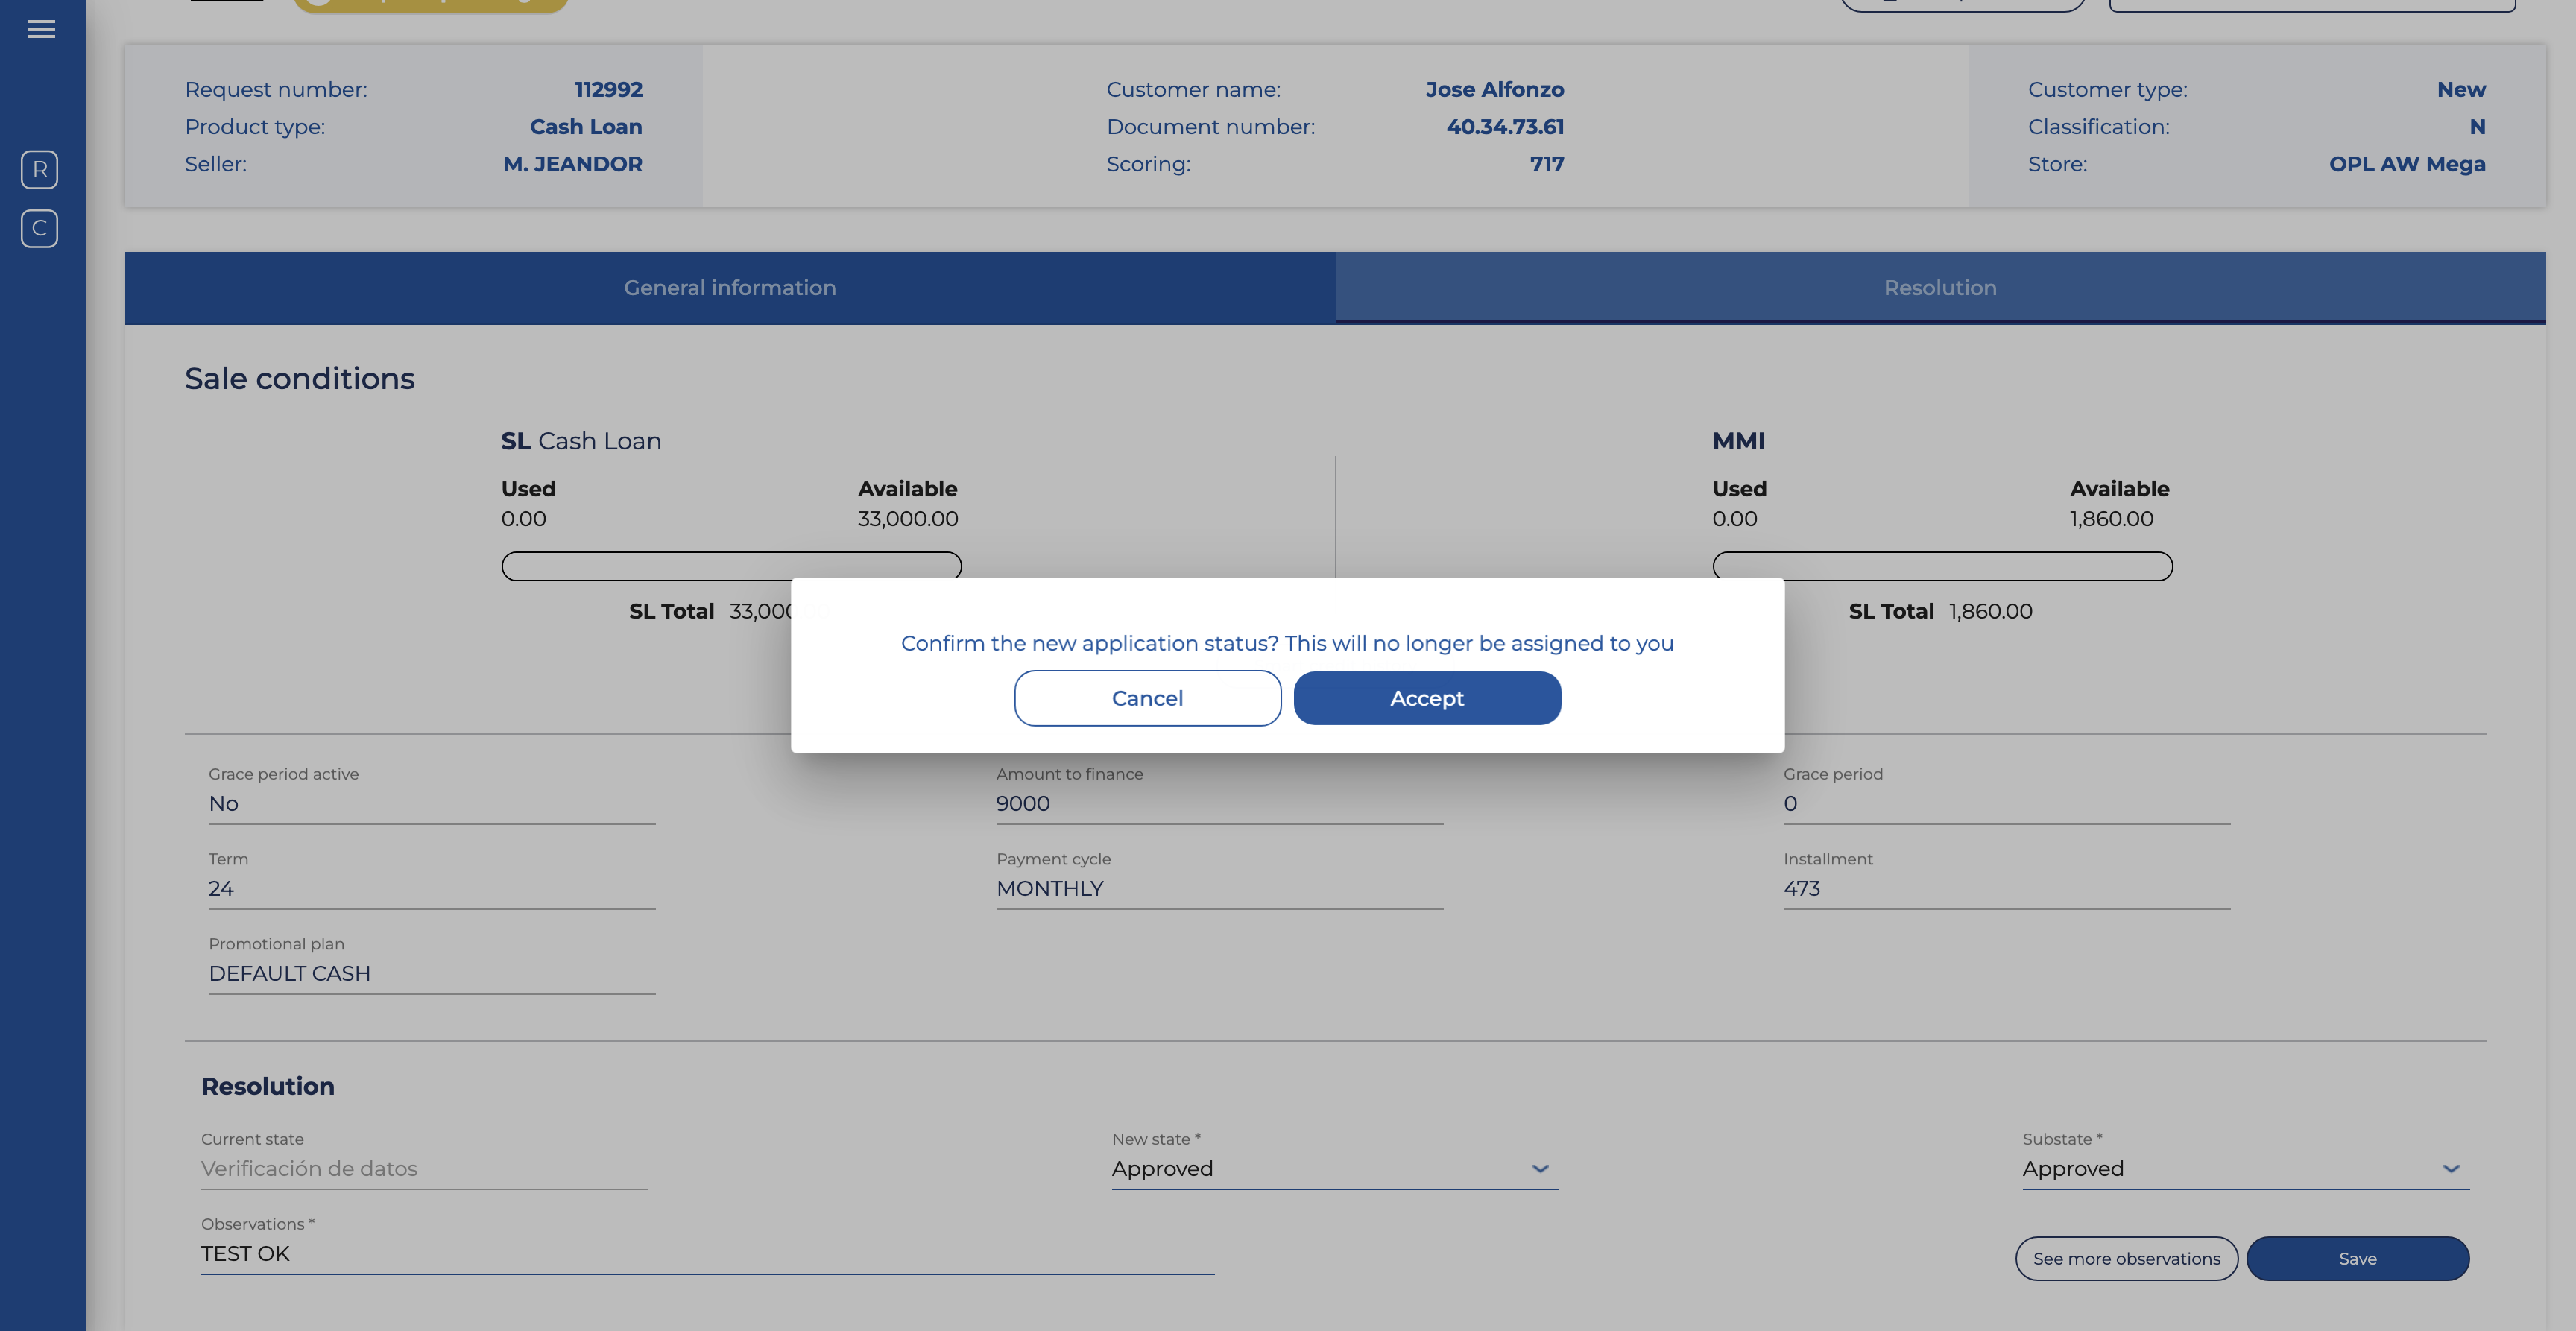 Request number: 112992
Product type: Cash Loan
Seller: M. JEANDOR
Customer name: Jose Alfonzo
Document number: 40.34.73.61
Scoring: 717
Customer type: New
Classification: N
Store: OPL AW Mega
R
C
General information
Resolution
Sale conditions
SL Cash Loan
Used Available
0.00 33,000.00
SL Total 33,000
MMI
Used Available
0.00 1,860.00
SL Total 1,860.00
Confirm the new application status? This will no longer be assigned to you
Cancel
Accept
Grace period active
No
Amount to finance
9000
Grace period
0
Term
24
Payment cycle
MONTHLY
Installment
473
Promotional plan
DEFAULT CASH
Resolution
Current state
Verificación de datos
New state *
Approved
Substate *
Approved
Observations *
TEST OK
See more observations
Save